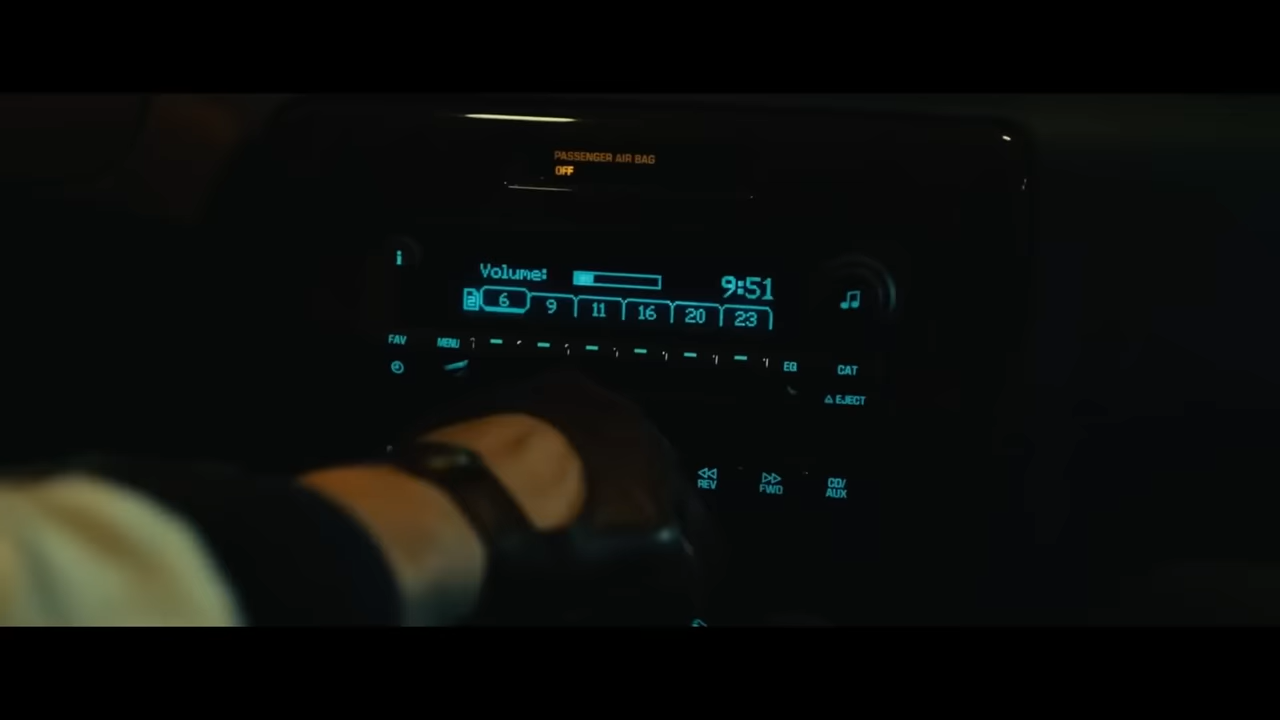 PASSENGER AIR BAG
OFF
i
Volume:
9:51
2 6 9 11 16 20 23
FAV
MENU
EQ
CAT
△ EJECT
REV
FWD
CD/
AUX